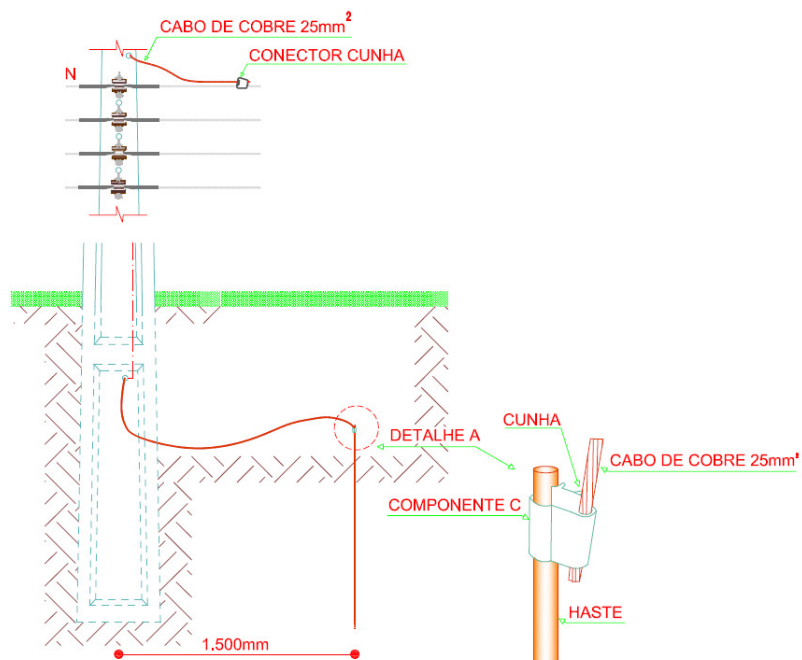 CABO DE COBRE 25mm²
CONECTOR CUNHA
N
DETALHE A
CUNHA
CABO DE COBRE 25mm²
COMPONENTE C
HASTE
1,500mm